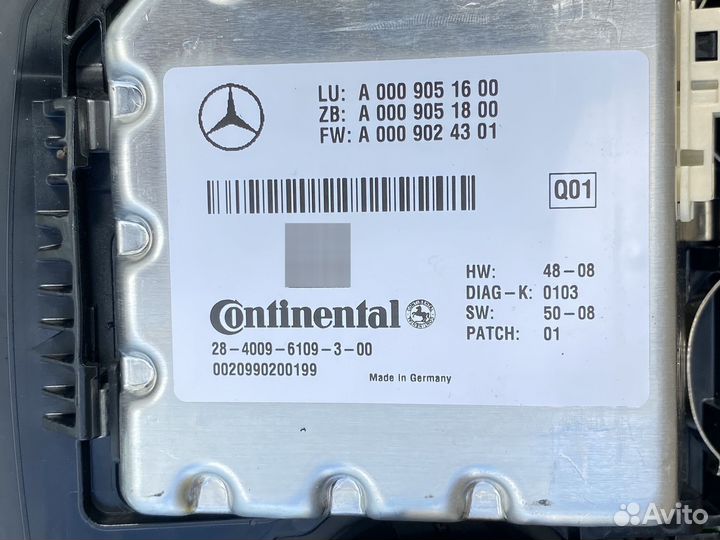 LU: A 000 905 16 00
ZB: A 000 905 18 00
FW: A 000 902 43 01
Q01
HW: 48-08
DIAG-K: 0103
SW: 50-08
PATCH: 01
Continental
28-4009-6109-3-00
0020990200199
Made in Germany
Avito